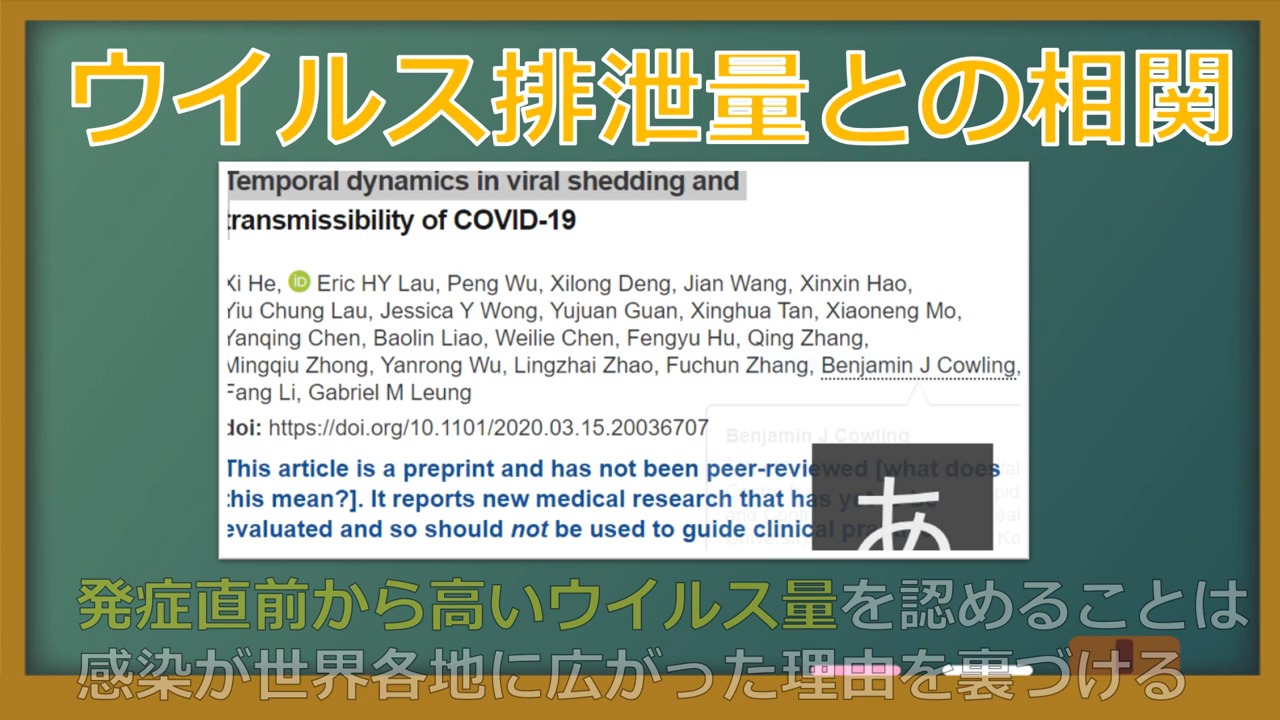 ウイルス排泄量との相関
Temporal dynamics in viral shedding and
transmissibility of COVID-19
Xi He, iD Eric HY Lau, Peng Wu, Xilong Deng, Jian Wang, Xinxin Hao,
Yiu Chung Lau, Jessica Y Wong, Yujuan Guan, Xinghua Tan, Xiaoneng Mo,
Yanqing Chen, Baolin Liao, Weilie Chen, Fengyu Hu, Qing Zhang,
Mingqiu Zhong, Yanrong Wu, Lingzhai Zhao, Fuchun Zhang, Benjamin J Cowling,
Fang Li, Gabriel M Leung
doi: https://doi.org/10.1101/2020.03.15.20036707
Benjamin J Cowling
This article is a preprint and has not been peer-reviewed [what does
this mean?]. It reports new medical research that has yet to be
evaluated and so should not be used to guide clinical
あ
発症直前から高いウイルス量を認めることは
感染が世界各地に広がった理由を裏づける